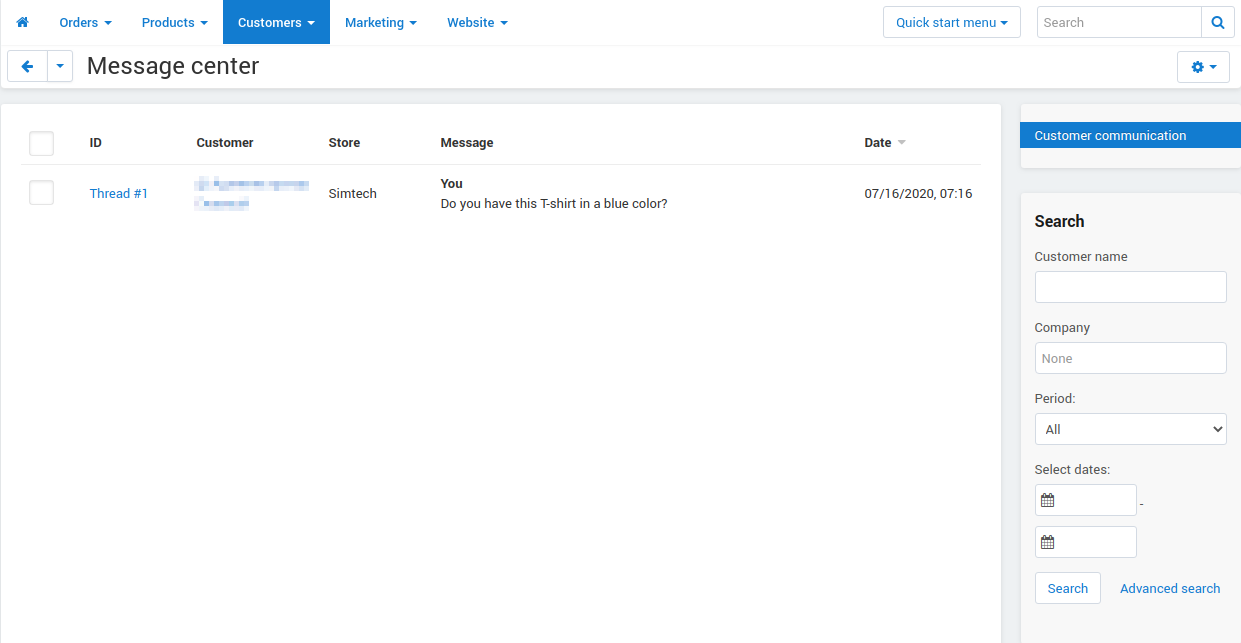 Orders Products Customers Marketing Website Quick start menu Search
Message center
ID Customer Store Message Date
Thread #1 Simtech You 07/16/2020, 07:16
Do you have this T-shirt in a blue color?
Customer communication
Search
Customer name
Company
None
Period:
All
Select dates:
-
Search Advanced search